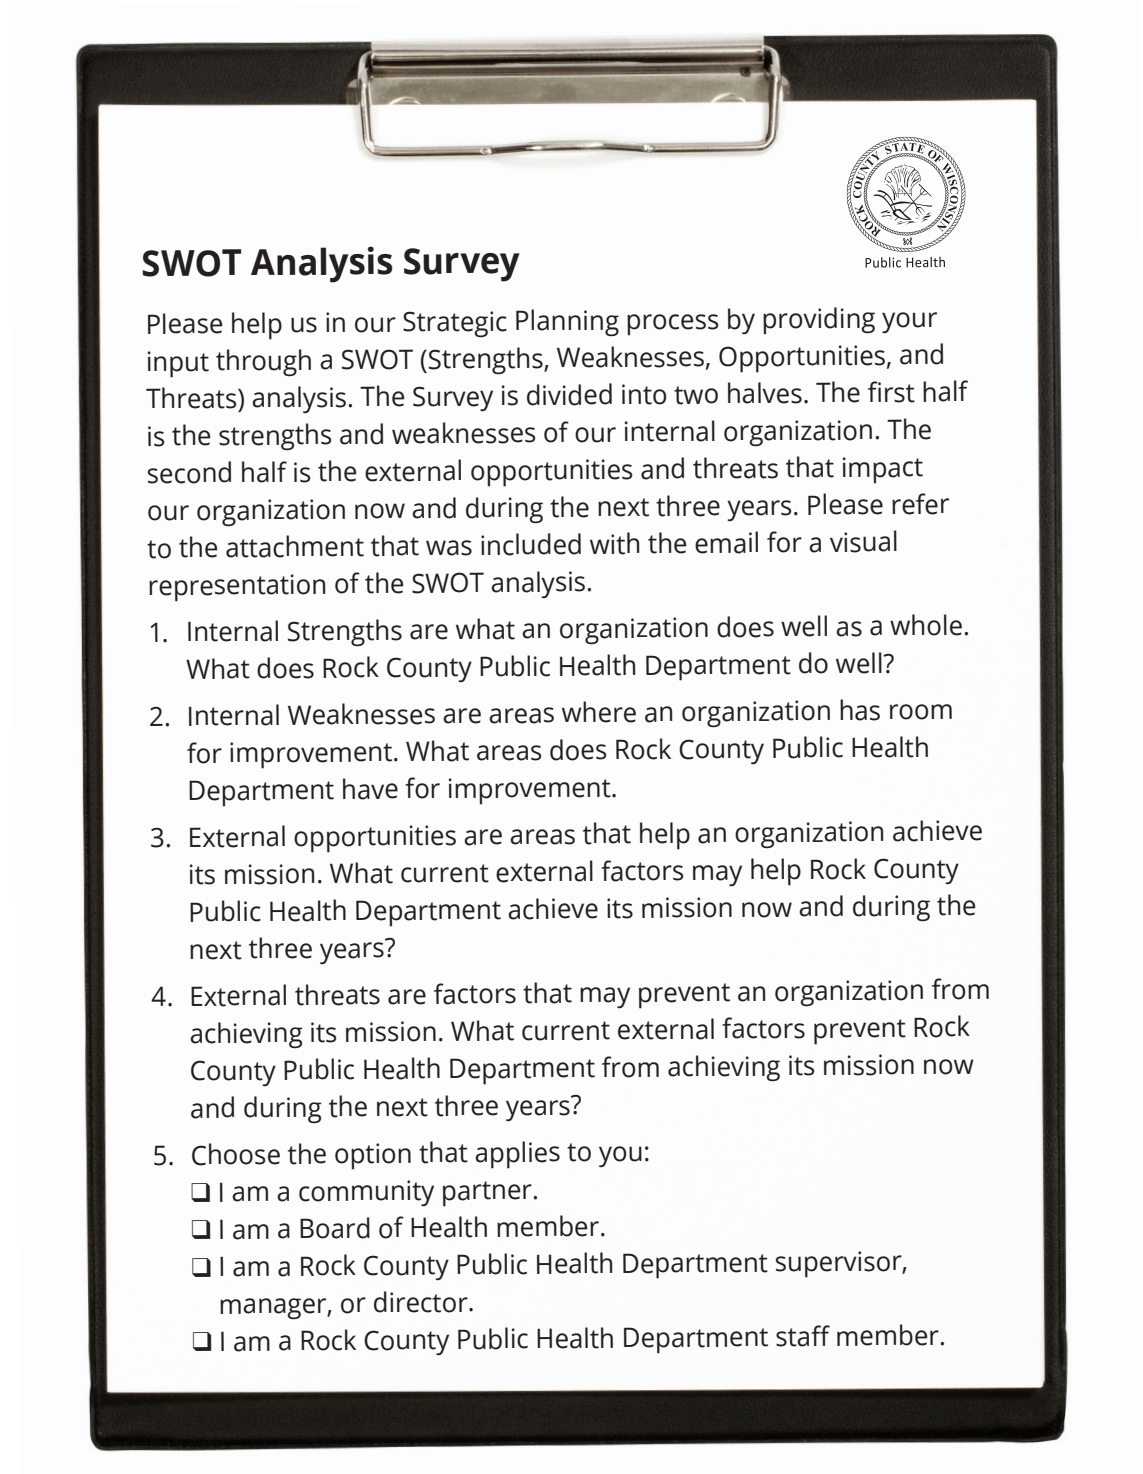 ROCK COUNTY STATE OF WISCONSIN
Public Health
SWOT Analysis Survey
Please help us in our Strategic Planning process by providing your
input through a SWOT (Strengths, Weaknesses, Opportunities, and
Threats) analysis. The Survey is divided into two halves. The first half
is the strengths and weaknesses of our internal organization. The
second half is the external opportunities and threats that impact
our organization now and during the next three years. Please refer
to the attachment that was included with the email for a visual
representation of the SWOT analysis.
1. Internal Strengths are what an organization does well as a whole.
What does Rock County Public Health Department do well?
2. Internal Weaknesses are areas where an organization has room
for improvement. What areas does Rock County Public Health
Department have for improvement.
3. External opportunities are areas that help an organization achieve
its mission. What current external factors may help Rock County
Public Health Department achieve its mission now and during the
next three years?
4. External threats are factors that may prevent an organization from
achieving its mission. What current external factors prevent Rock
County Public Health Department from achieving its mission now
and during the next three years?
5. Choose the option that applies to you:
❏ I am a community partner.
❏ I am a Board of Health member.
❏ I am a Rock County Public Health Department supervisor,
manager, or director.
❏ I am a Rock County Public Health Department staff member.